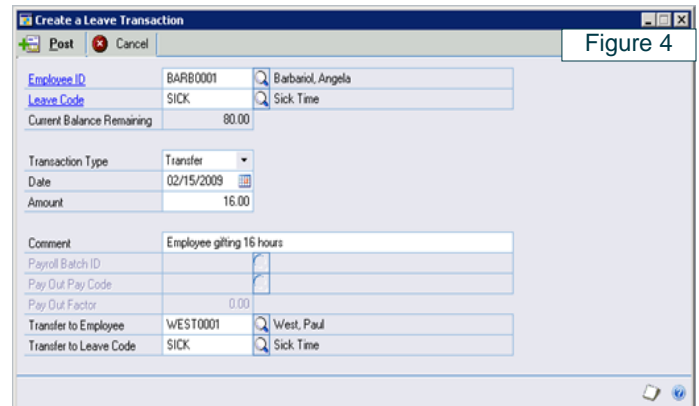 Create a Leave Transaction
Post Cancel
Figure 4
Employee ID BARB0001 Barbariol, Angela
Leave Code SICK Sick Time
Current Balance Remaining 80.00
Transaction Type Transfer
Date 02/15/2009
Amount 16.00
Comment Employee gifting 16 hours
Payroll Batch ID
Pay Out Pay Code
Pay Out Factor 0.00
Transfer to Employee WEST0001 West, Paul
Transfer to Leave Code SICK Sick Time